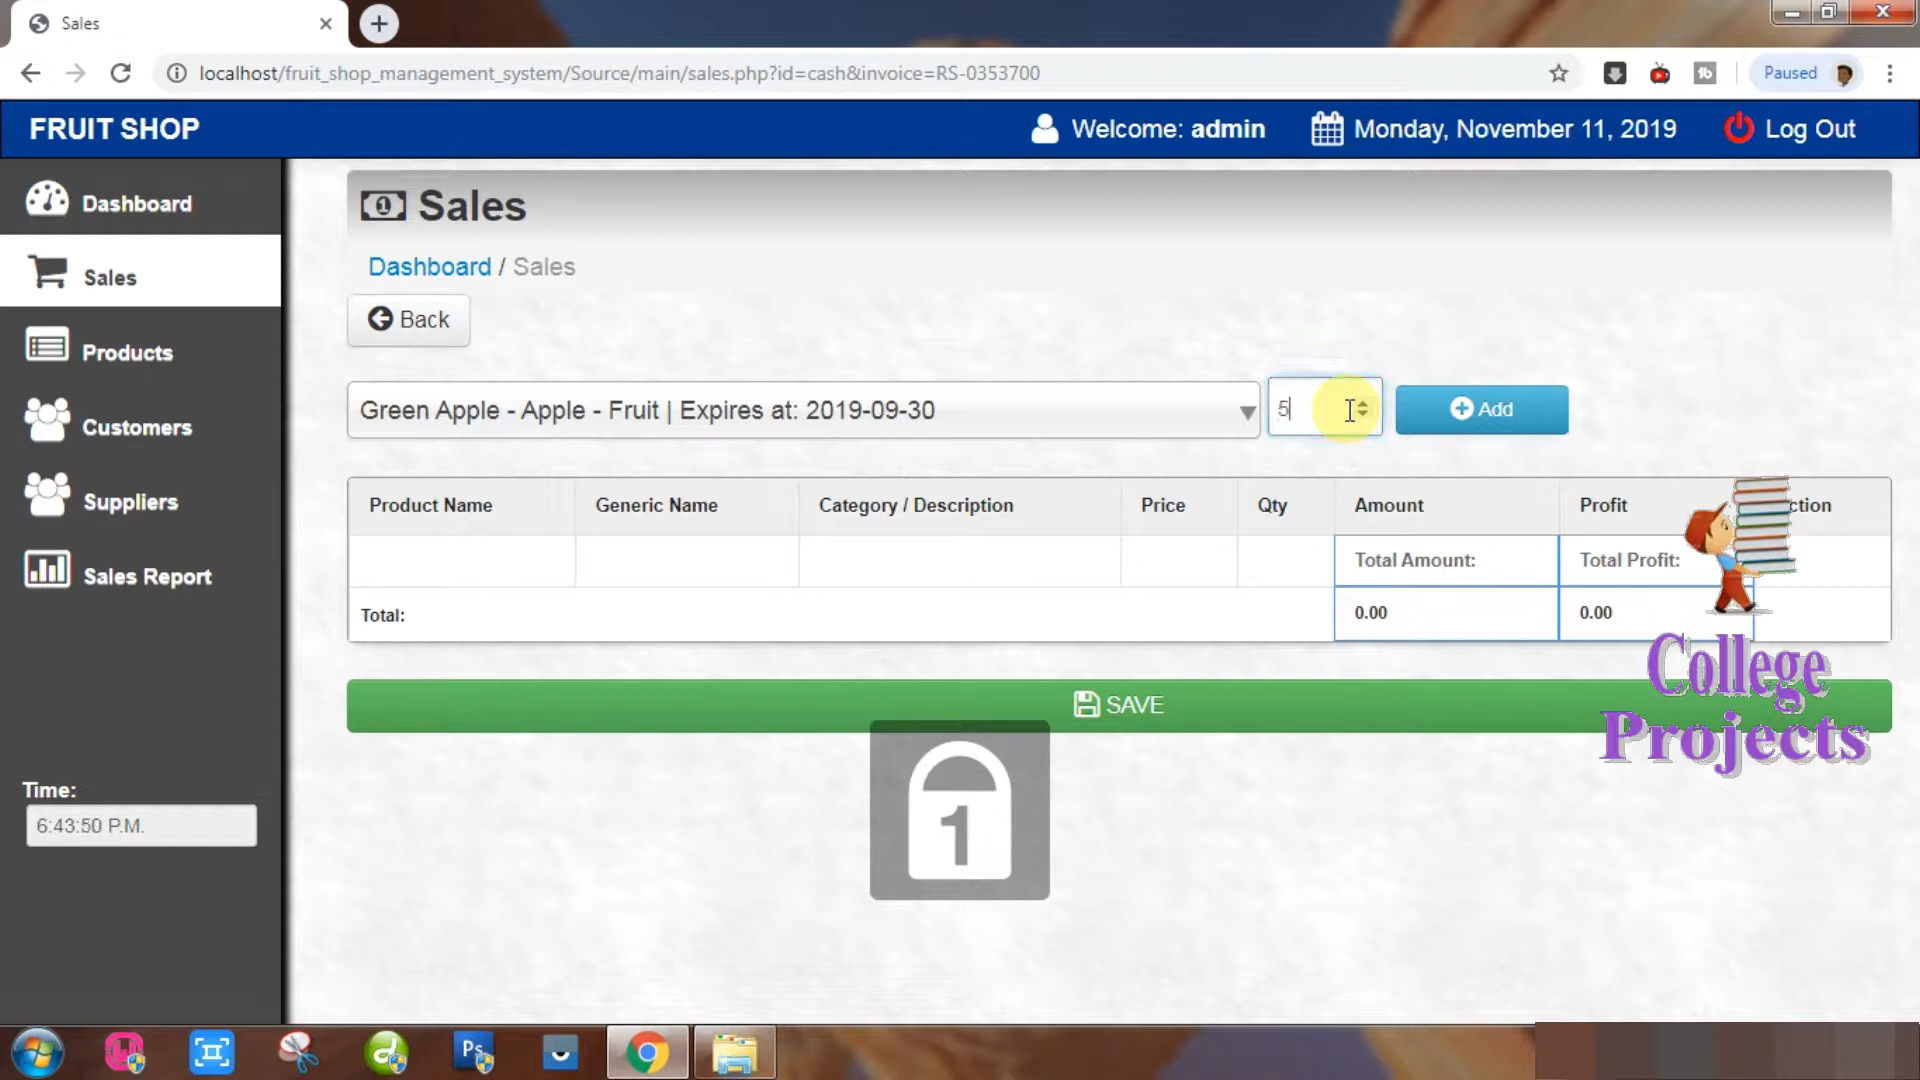 Sales
localhost/fruit_shop_management_system/Source/main/sales.php?id=cash&invoice=RS-0353700
Paused
FRUIT SHOP
Welcome: admin
Monday, November 11, 2019
Log Out
Dashboard
Sales
Products
Customers
Suppliers
Sales Report
Time:
6:43:50 P.M.
Sales
Dashboard / Sales
Back
Green Apple - Apple - Fruit | Expires at: 2019-09-30
5
Add
Product Name Generic Name Category / Description Price Qty Amount Profit
Total Amount: Total Profit:
Total: 0.00 0.00
SAVE
College
Projects
1
Ps